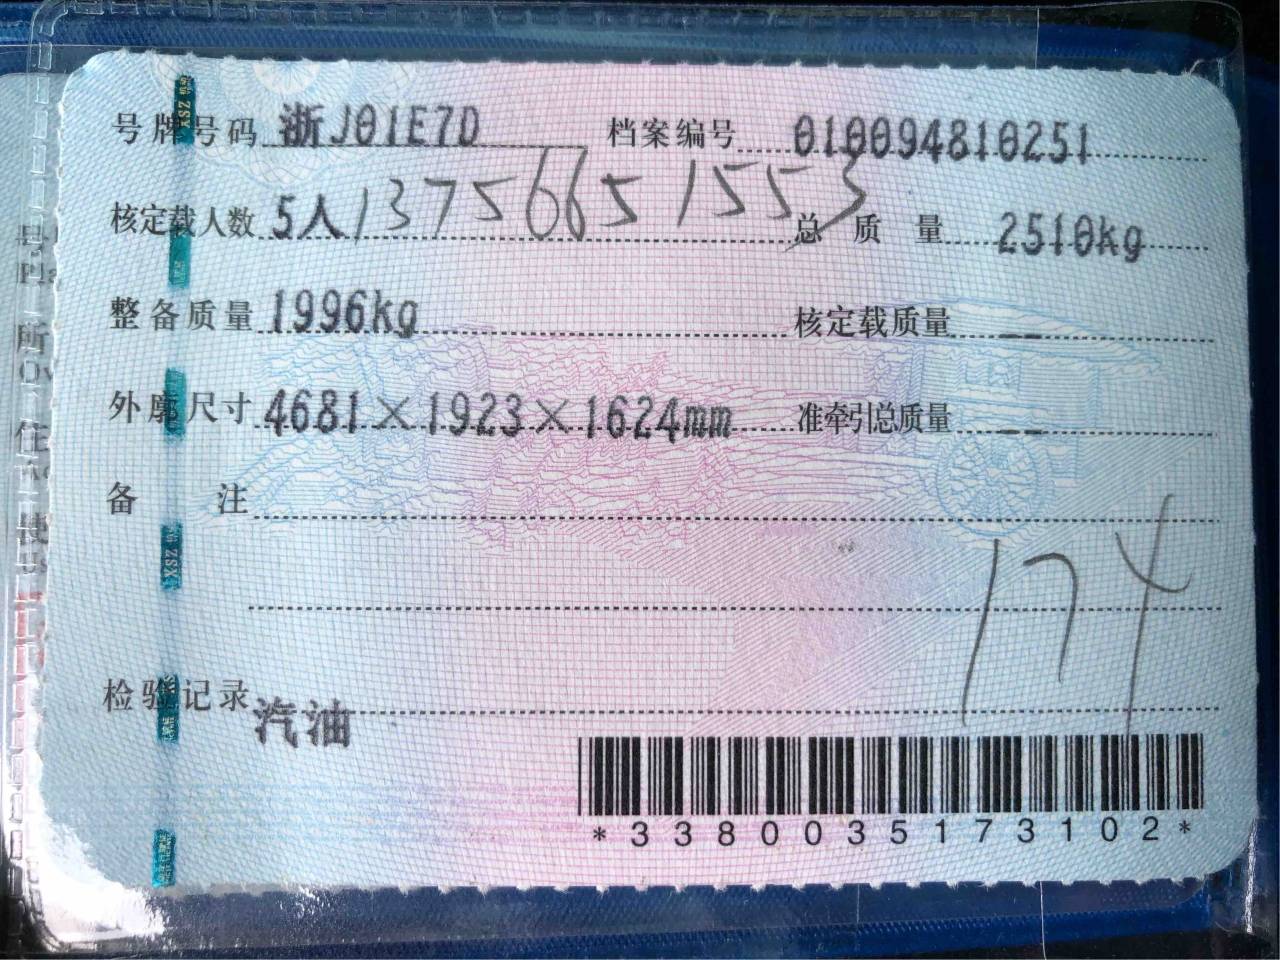 号牌号码 浙J01E7D 档案编号 010094810251
13756651553
核定载人数 5人 总质量 2510kg
整备质量 1996kg 核定载质量 --
外廓尺寸 4681×1923×1624mm 准牵引总质量 --
备注
174
检验记录 汽油
*3380035173102*
XSZ
XSZ